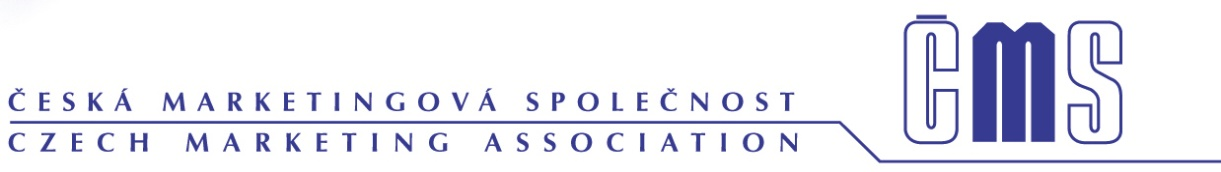 ČESKÁ MARKETINGOVÁ SPOLEČNOST
CZECH MARKETING ASSOCIATION
ČMS